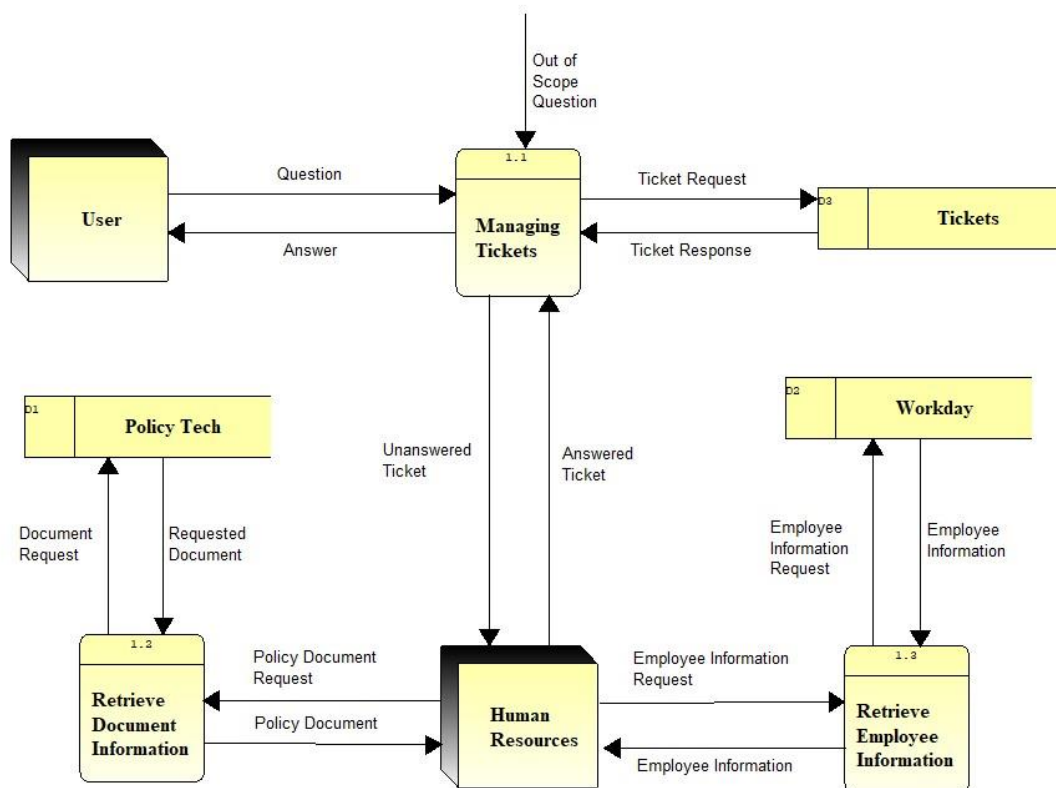 Out of
Scope
Question
1.1
Question
Ticket Request
User
Managing
Tickets
D3
Tickets
Answer
Ticket Response
D1
Policy Tech
D2
Workday
Unanswered
Ticket
Answered
Ticket
Document
Request
Requested
Document
Employee
Information
Request
Employee
Information
1.2
1.3
Policy Document
Request
Employee Information
Request
Retrieve
Document
Information
Human
Resources
Retrieve
Employee
Information
Policy Document
Employee Information